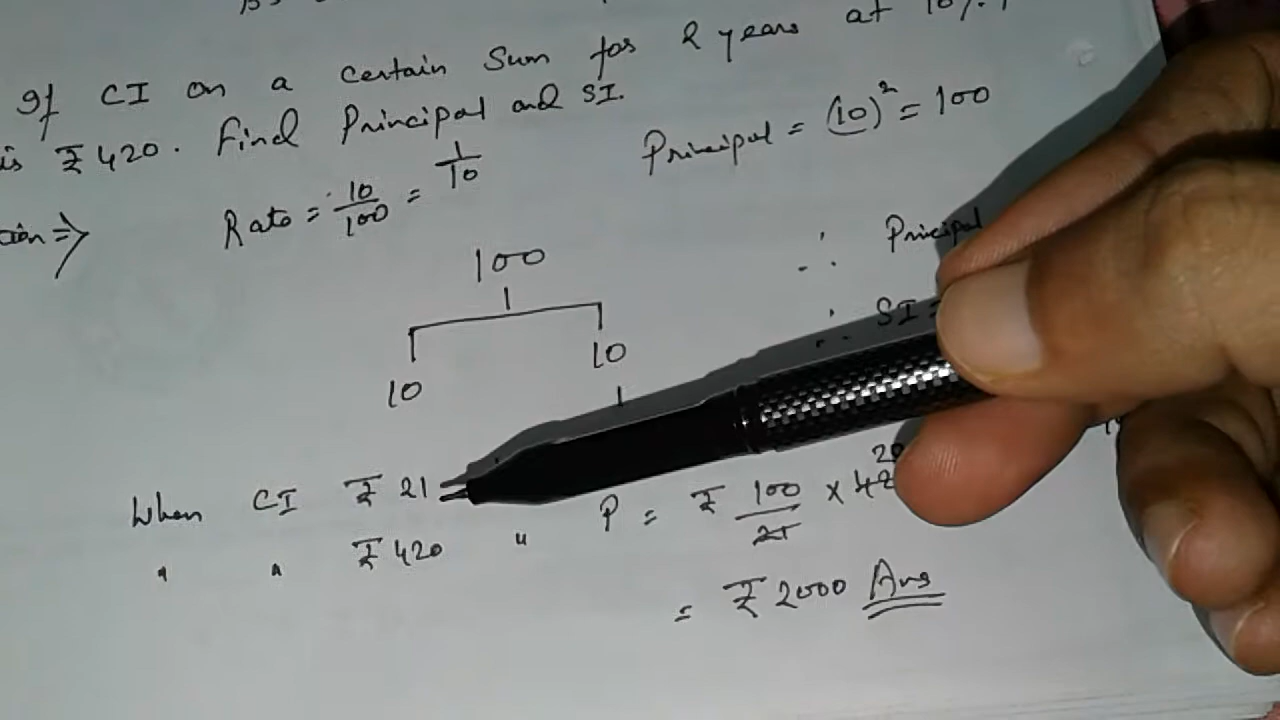 If CI on a certain Sum for 2 years at 10%
is ₹420. Find Principal and SI.
Rate = 10/100 = 1/10
Principal = (10)² = 100
100
∴ Principal
10 10
∴ SI =
1
When CI ₹ 21
" " ₹ 420 " P = ₹ 100/21 × 420 20
= ₹ 2000 Ans